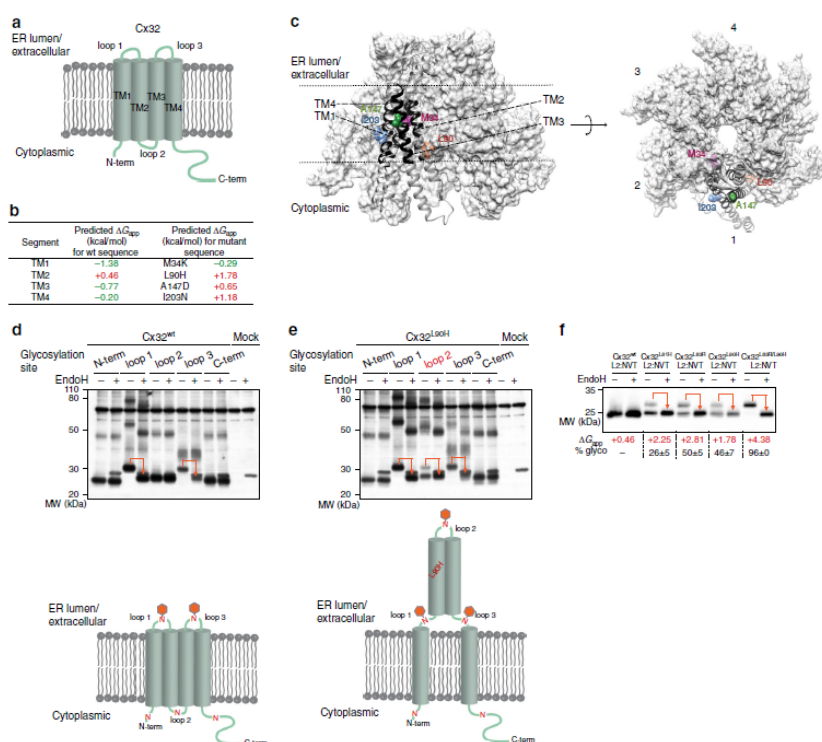 a
Cx32
ER lumen/
extracellular
loop 1
loop 3
TM1
TM2
TM3
TM4
Cytoplasmic
N-term
loop 2
C-term
b
Segment
Predicted ΔGapp
(kcal/mol)
for wt sequence
Predicted ΔGapp
(kcal/mol) for mutant
sequence
TM1 −1.38 M34K −0.29
TM2 +0.46 L90H +1.78
TM3 −0.77 A147D +0.65
TM4 −0.20 I203N +1.18
c
ER lumen/
extracellular
TM4
TM1
A147
I203
M34
L90
TM2
TM3
Cytoplasmic
4
3
2
1
M34
L90
I203
A147
d
Cx32wt
Mock
Glycosylation
site
N-term
loop 1
loop 2
loop 3
C-term
EndoH
− + − + − + − + − + − +
110
80
50
30
20
MW (kDa)
ER lumen/
extracellular
loop 1
loop 3
N
N
Cytoplasmic
N
N
N
N-term
loop 2
C-term
e
Cx32L90H
Mock
Glycosylation
site
N-term
loop 1
loop 2
loop 3
C-term
EndoH
− + − + − + − + − + − +
110
80
50
30
20
MW (kDa)
N
loop 2
L90H
ER lumen/
extracellular
loop 1
loop 3
N
N
Cytoplasmic
N
N
N-term
C-term
f
Cx32wt
L2:NVT
L2:NVT
L2:NVT
L2:NVT
L2:NVT
EndoH
− + − + − + − + − +
MW (kDa)
25
ΔGapp
+0.46 +2.25 +2.81 +1.78 +4.38
% glyco
– 26±5 50±5 46±7 96±0